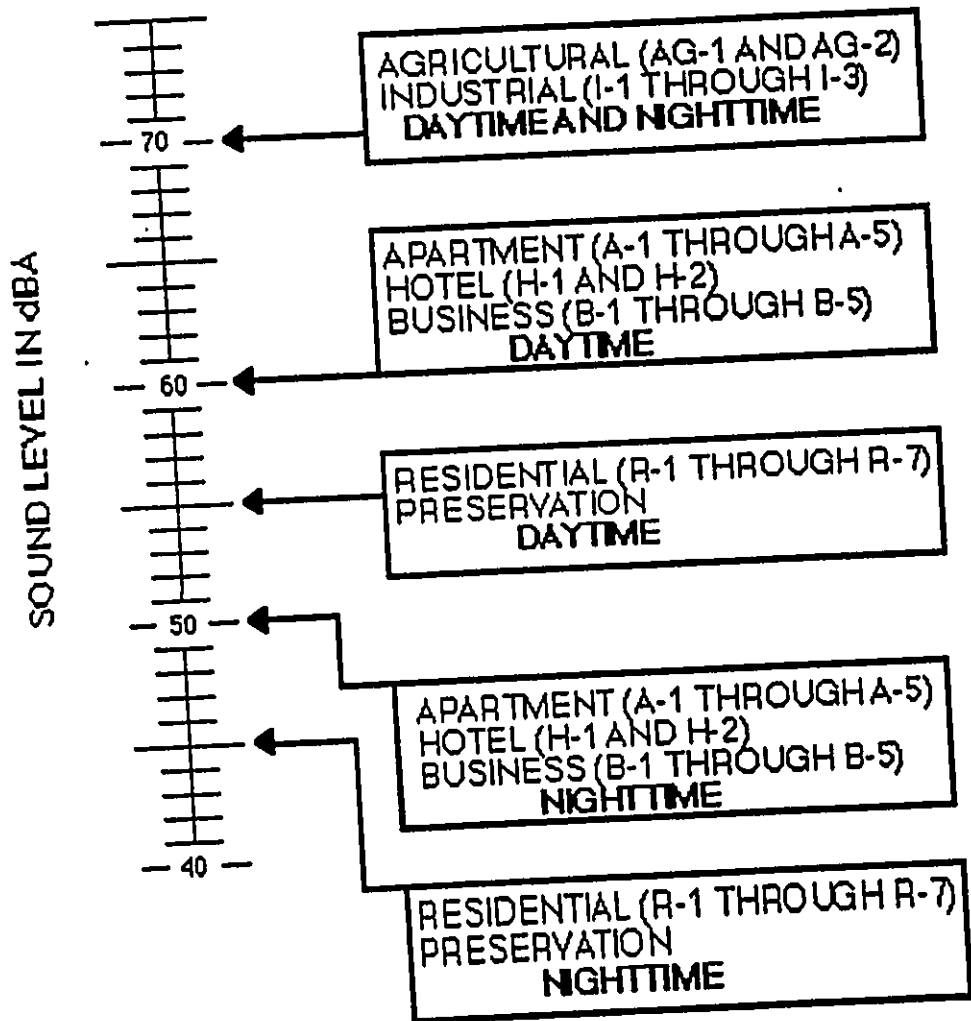 AGRICULTURAL (AG-1 AND AG-2)
INDUSTRIAL (I-1 THROUGH I-3)
DAYTIME AND NIGHTTIME
70
APARTMENT (A-1 THROUGH A-5)
HOTEL (H-1 AND H-2)
BUSINESS (B-1 THROUGH B-5)
DAYTIME
60
SOUND LEVEL IN dBA
RESIDENTIAL (R-1 THROUGH R-7)
PRESERVATION
DAYTIME
50
APARTMENT (A-1 THROUGH A-5)
HOTEL (H-1 AND H-2)
BUSINESS (B-1 THROUGH B-5)
NIGHTTIME
40
RESIDENTIAL (R-1 THROUGH R-7)
PRESERVATION
NIGHTTIME